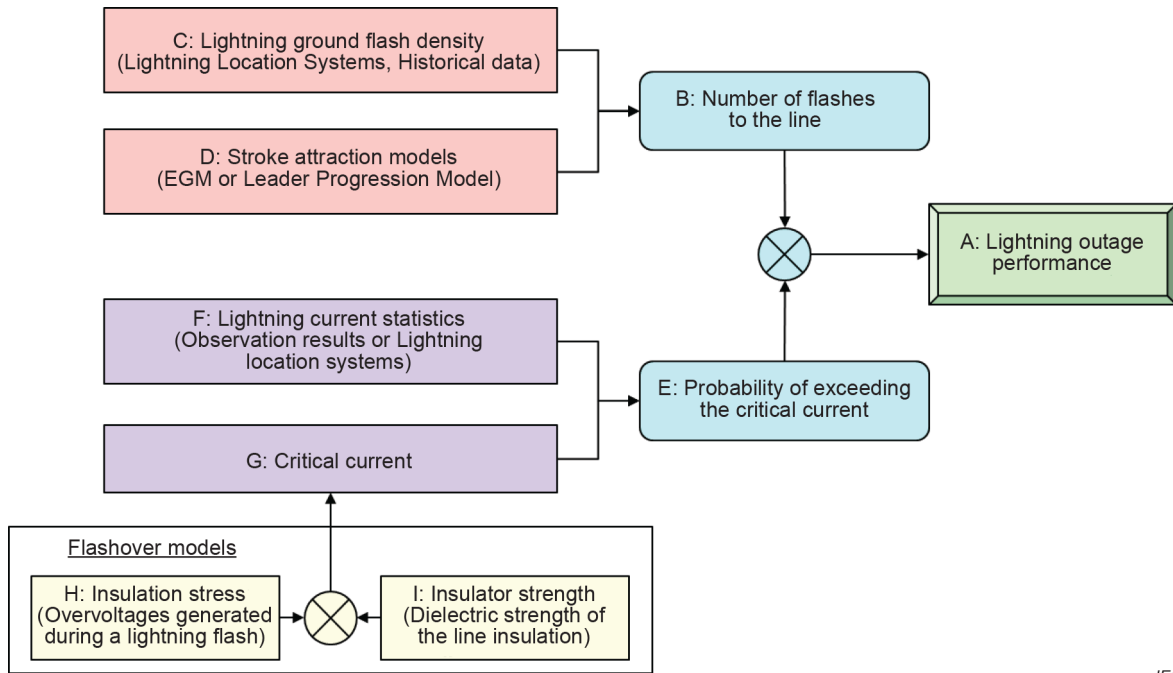 C: Lightning ground flash density
(Lightning Location Systems, Historical data)
D: Stroke attraction models
(EGM or Leader Progression Model)
B: Number of flashes
to the line
A: Lightning outage
performance
F: Lightning current statistics
(Observation results or Lightning
location systems)
E: Probability of exceeding
the critical current
G: Critical current
Flashover models
H: Insulation stress
(Overvoltages generated
during a lightning flash)
I: Insulator strength
(Dielectric strength of
the line insulation)